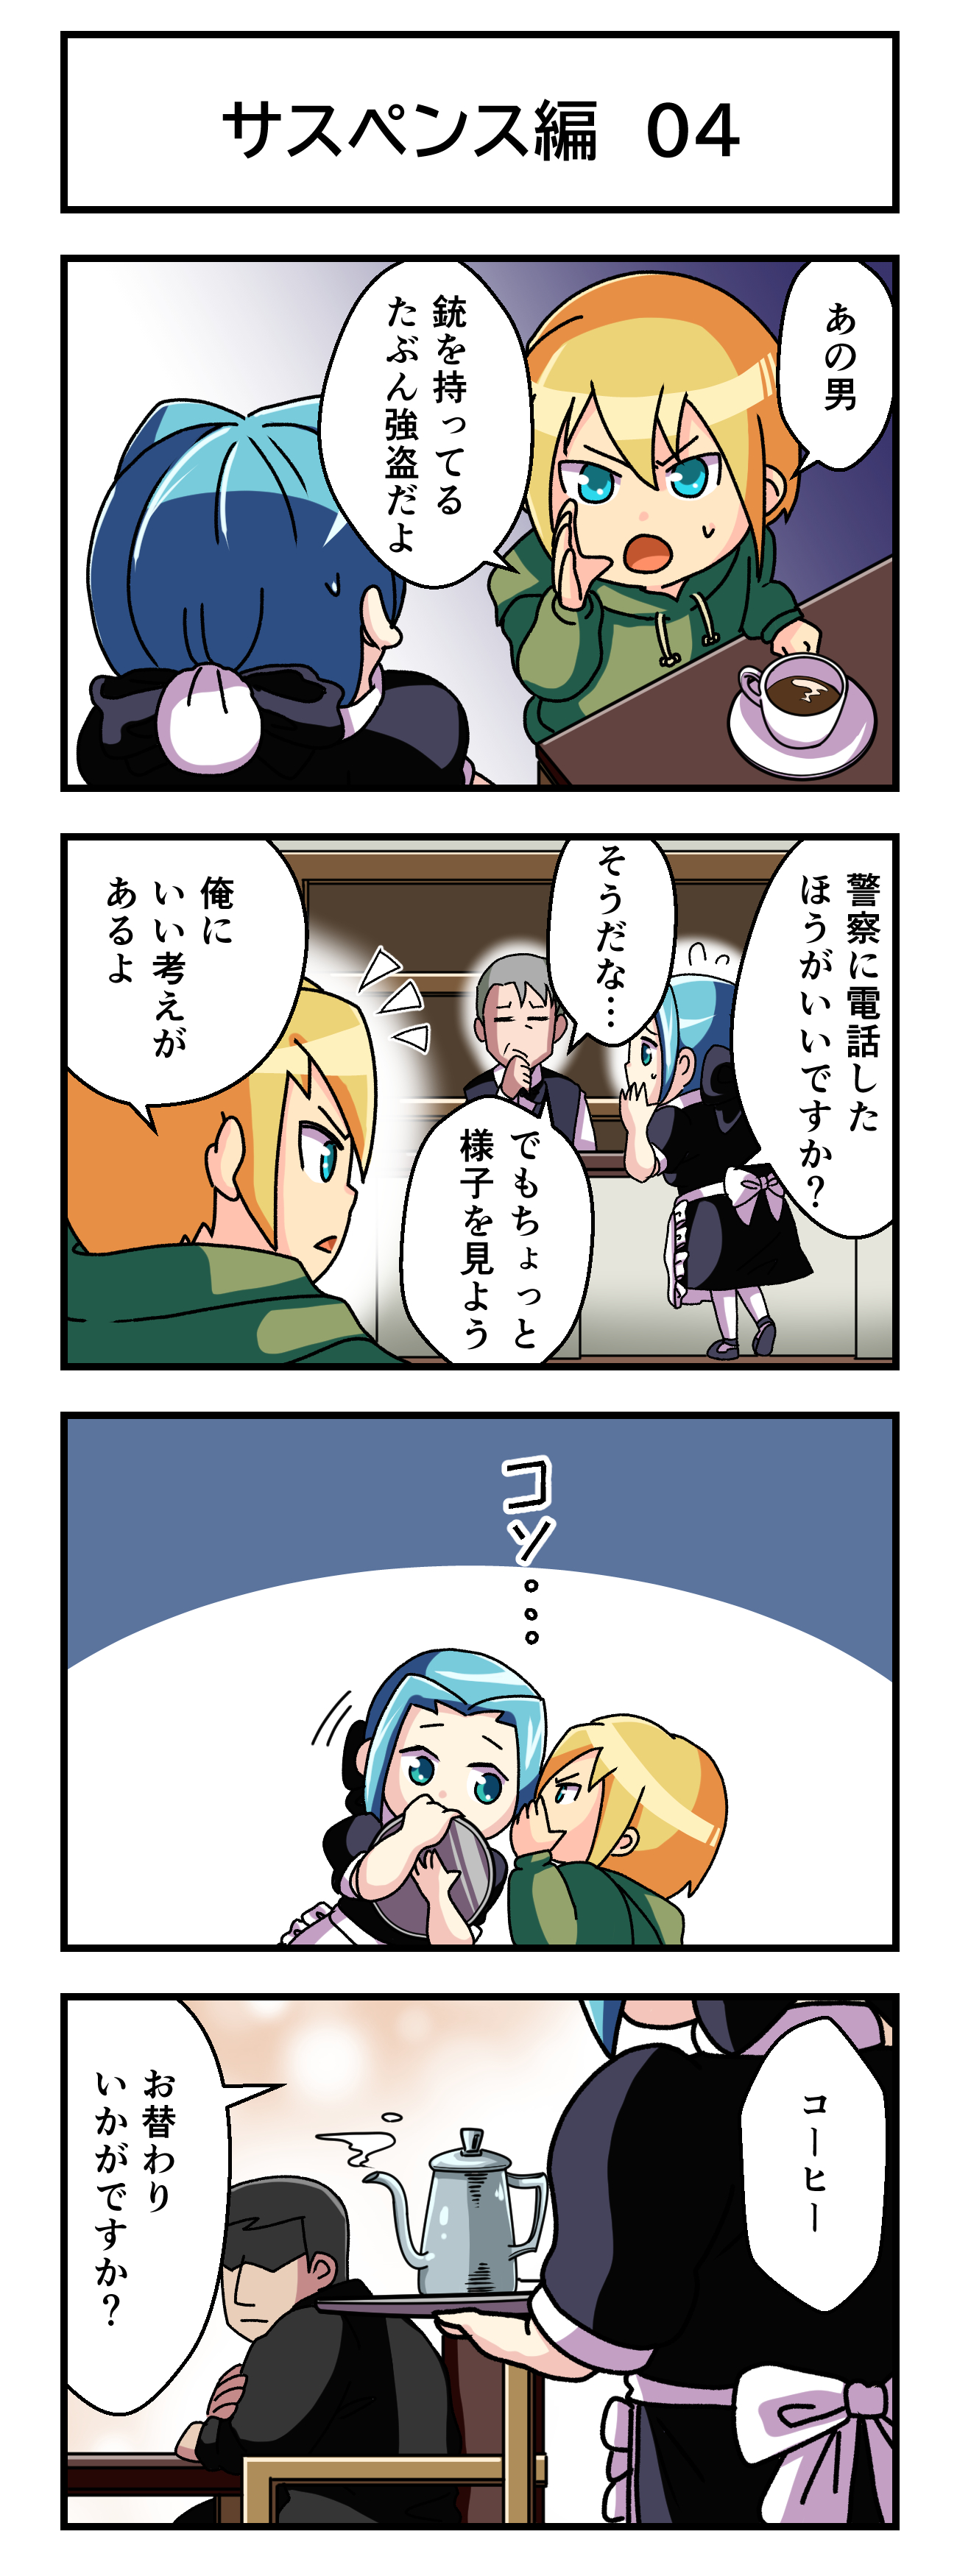 サスペンス編 04
あの男
銃を持ってる
たぶん強盗だよ
警察に電話した
ほうがいいですか?
そうだな…
でもちょっと
様子を見よう
俺に
いい考えが
あるよ
コソ...
コーヒー
お替わり
いかがですか?